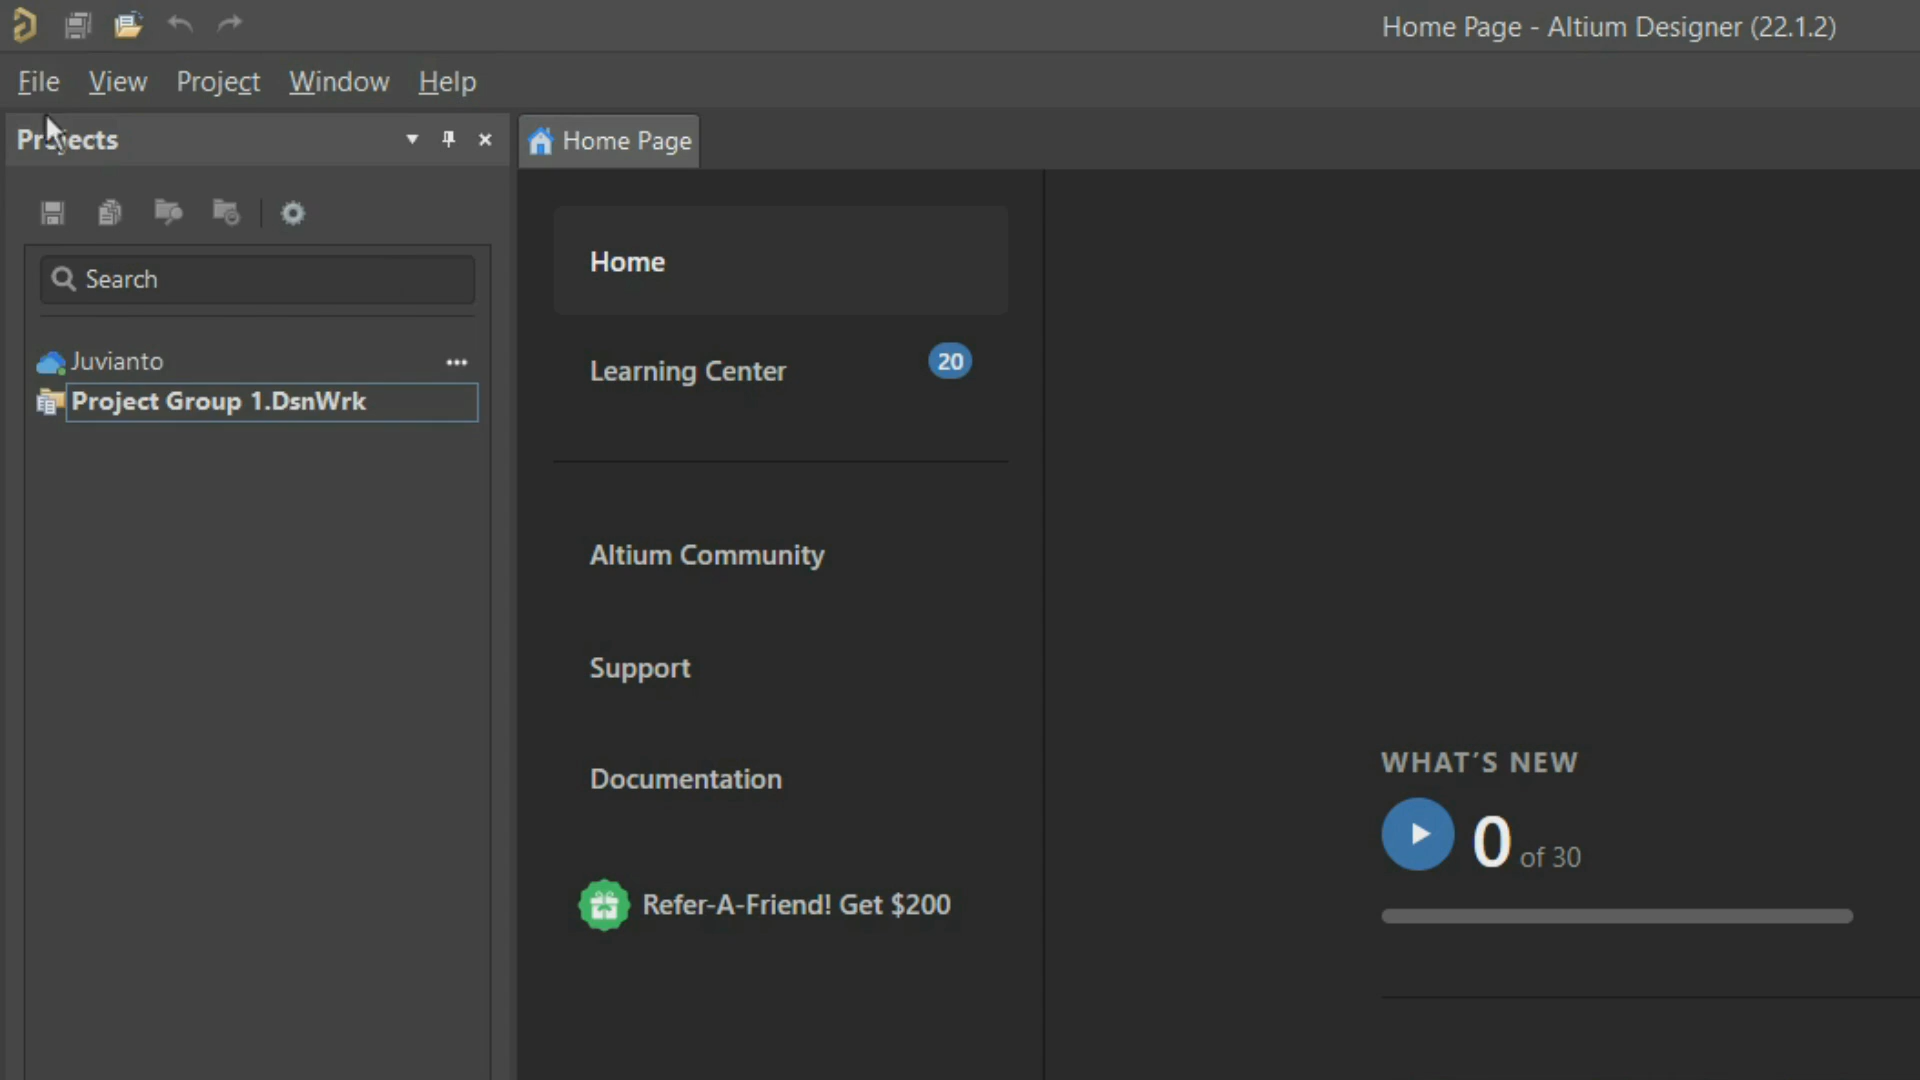 Home Page - Altium Designer (22.1.2)
File View Project Window Help
Projects
Home Page
Search
Juvianto
Project Group 1.DsnWrk
Home
Learning Center 20
Altium Community
Support
Documentation
Refer-A-Friend! Get $200
WHAT'S NEW
0 of 30